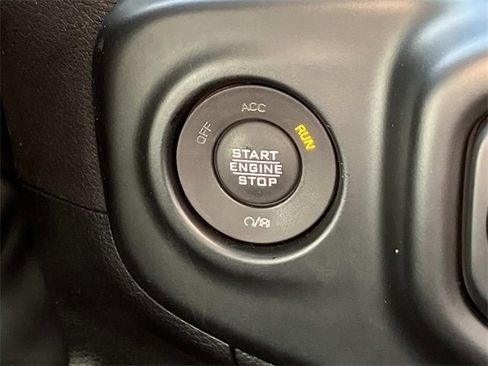 OFF
ACC
RUN
START
ENGINE
STOP